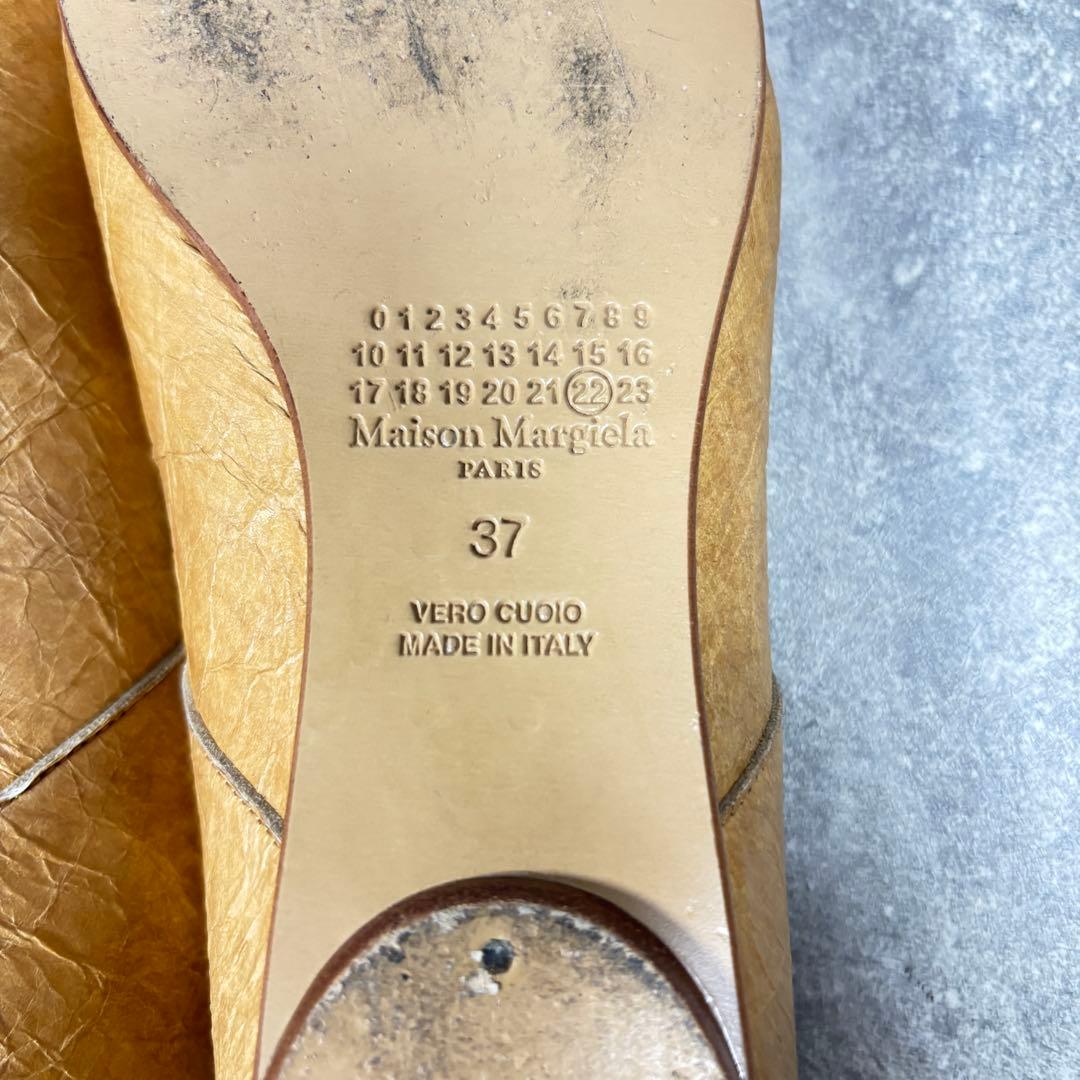 0 1 2 3 4 5 6 7 8 9
10 11 12 13 14 15 16
17 18 19 20 21 22 23
Maison Margiela
PARIS
37
VERO CUOIO
MADE IN ITALY